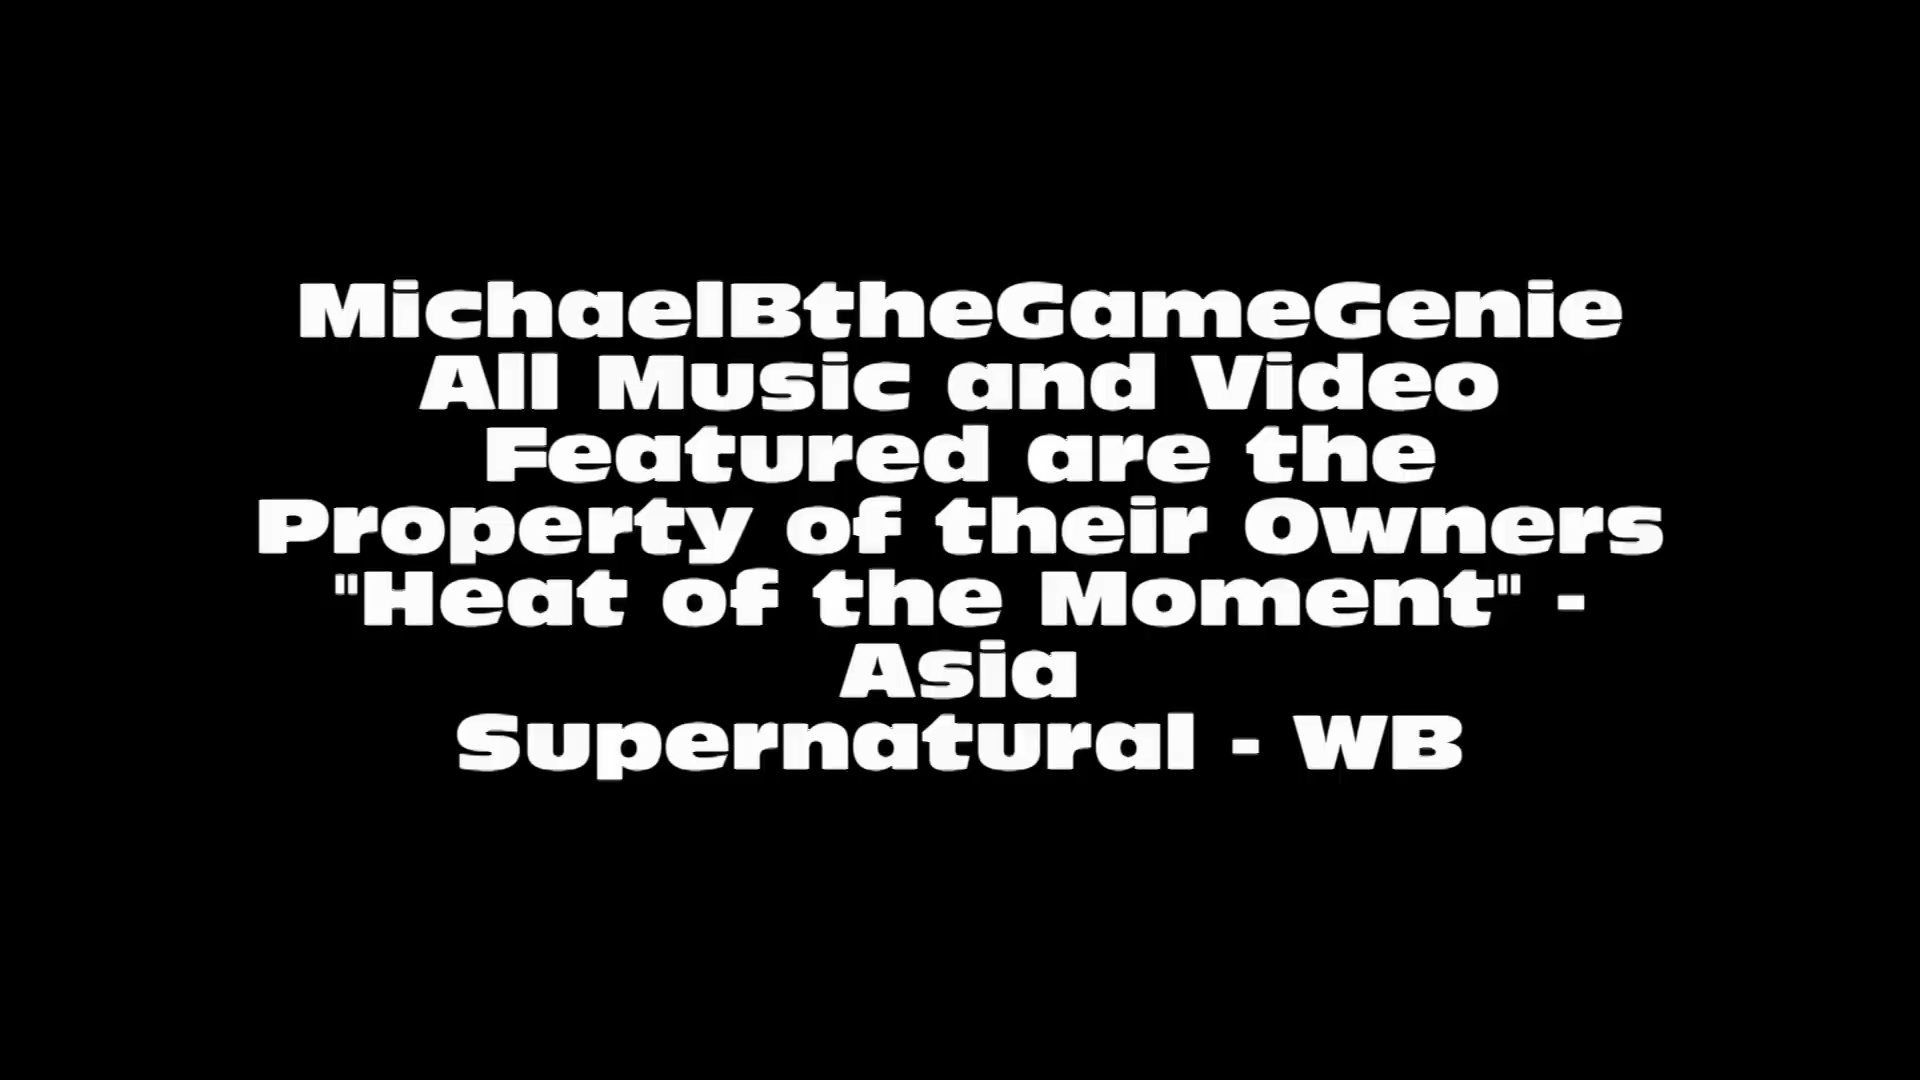 MichaelBtheGameGenie
All Music and Video
Featured are the
Property of their Owners
"Heat of the Moment" -
Asia
Supernatural - WB